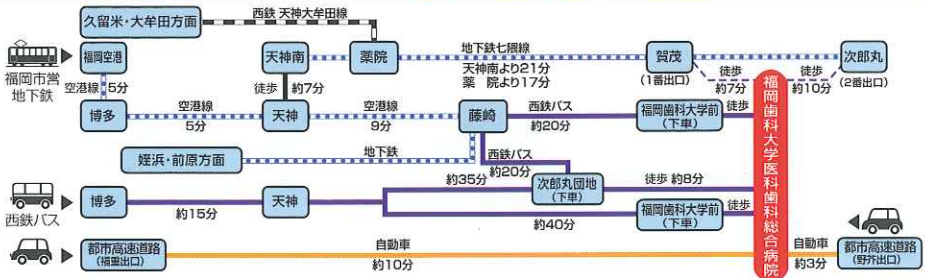 久留米・大牟田方面
西鉄 天神大牟田線
福岡市営
地下鉄
福岡空港
天神南
薬院
地下鉄七隈線
天神南より21分
薬 院より17分
賀茂
(1番出口)
次郎丸
(2番出口)
空港線
5分
徒歩
約7分
徒歩
約7分
徒歩
約10分
博多
空港線
5分
天神
空港線
9分
藤崎
西鉄バス
約20分
福岡歯科大学前
(下車)
徒歩
姪浜・前原方面
地下鉄
西鉄バス
約20分
約35分
次郎丸団地
(下車)
徒歩 約8分
西鉄バス
博多
約15分
天神
約40分
福岡歯科大学前
(下車)
徒歩
福岡歯科大学医科歯科総合病院
都市高速道路
(福重出口)
自動車
約10分
自動車
約3分
都市高速道路
(野芥出口)